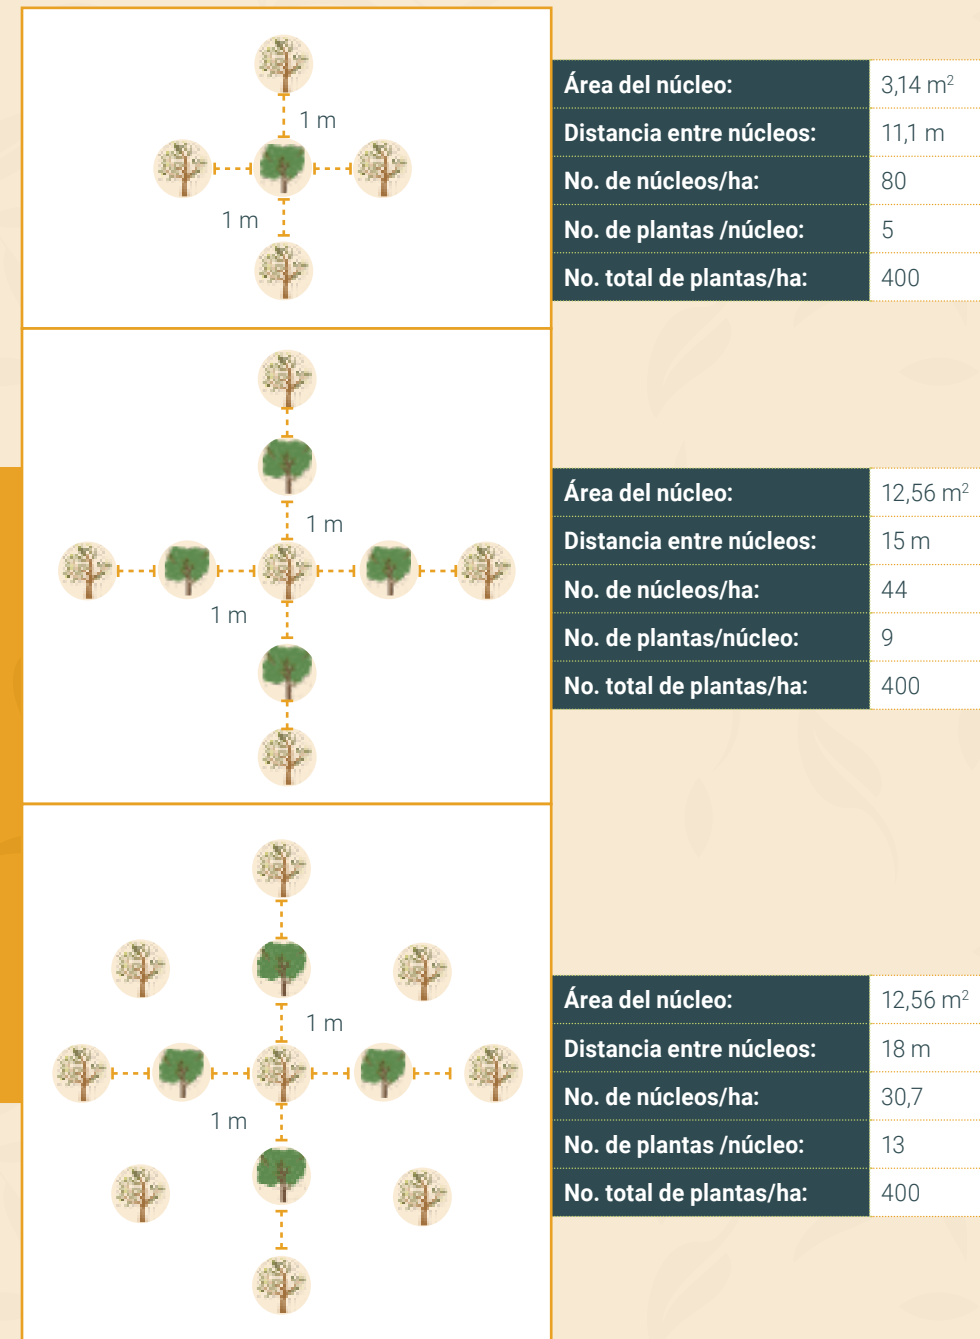 1 m
1 m
Área del núcleo: 3,14 m²
Distancia entre núcleos: 11,1 m
No. de núcleos/ha: 80
No. de plantas /núcleo: 5
No. total de plantas/ha: 400
1 m
1 m
Área del núcleo: 12,56 m²
Distancia entre núcleos: 15 m
No. de núcleos/ha: 44
No. de plantas/núcleo: 9
No. total de plantas/ha: 400
1 m
1 m
Área del núcleo: 12,56 m²
Distancia entre núcleos: 18 m
No. de núcleos/ha: 30,7
No. de plantas /núcleo: 13
No. total de plantas/ha: 400